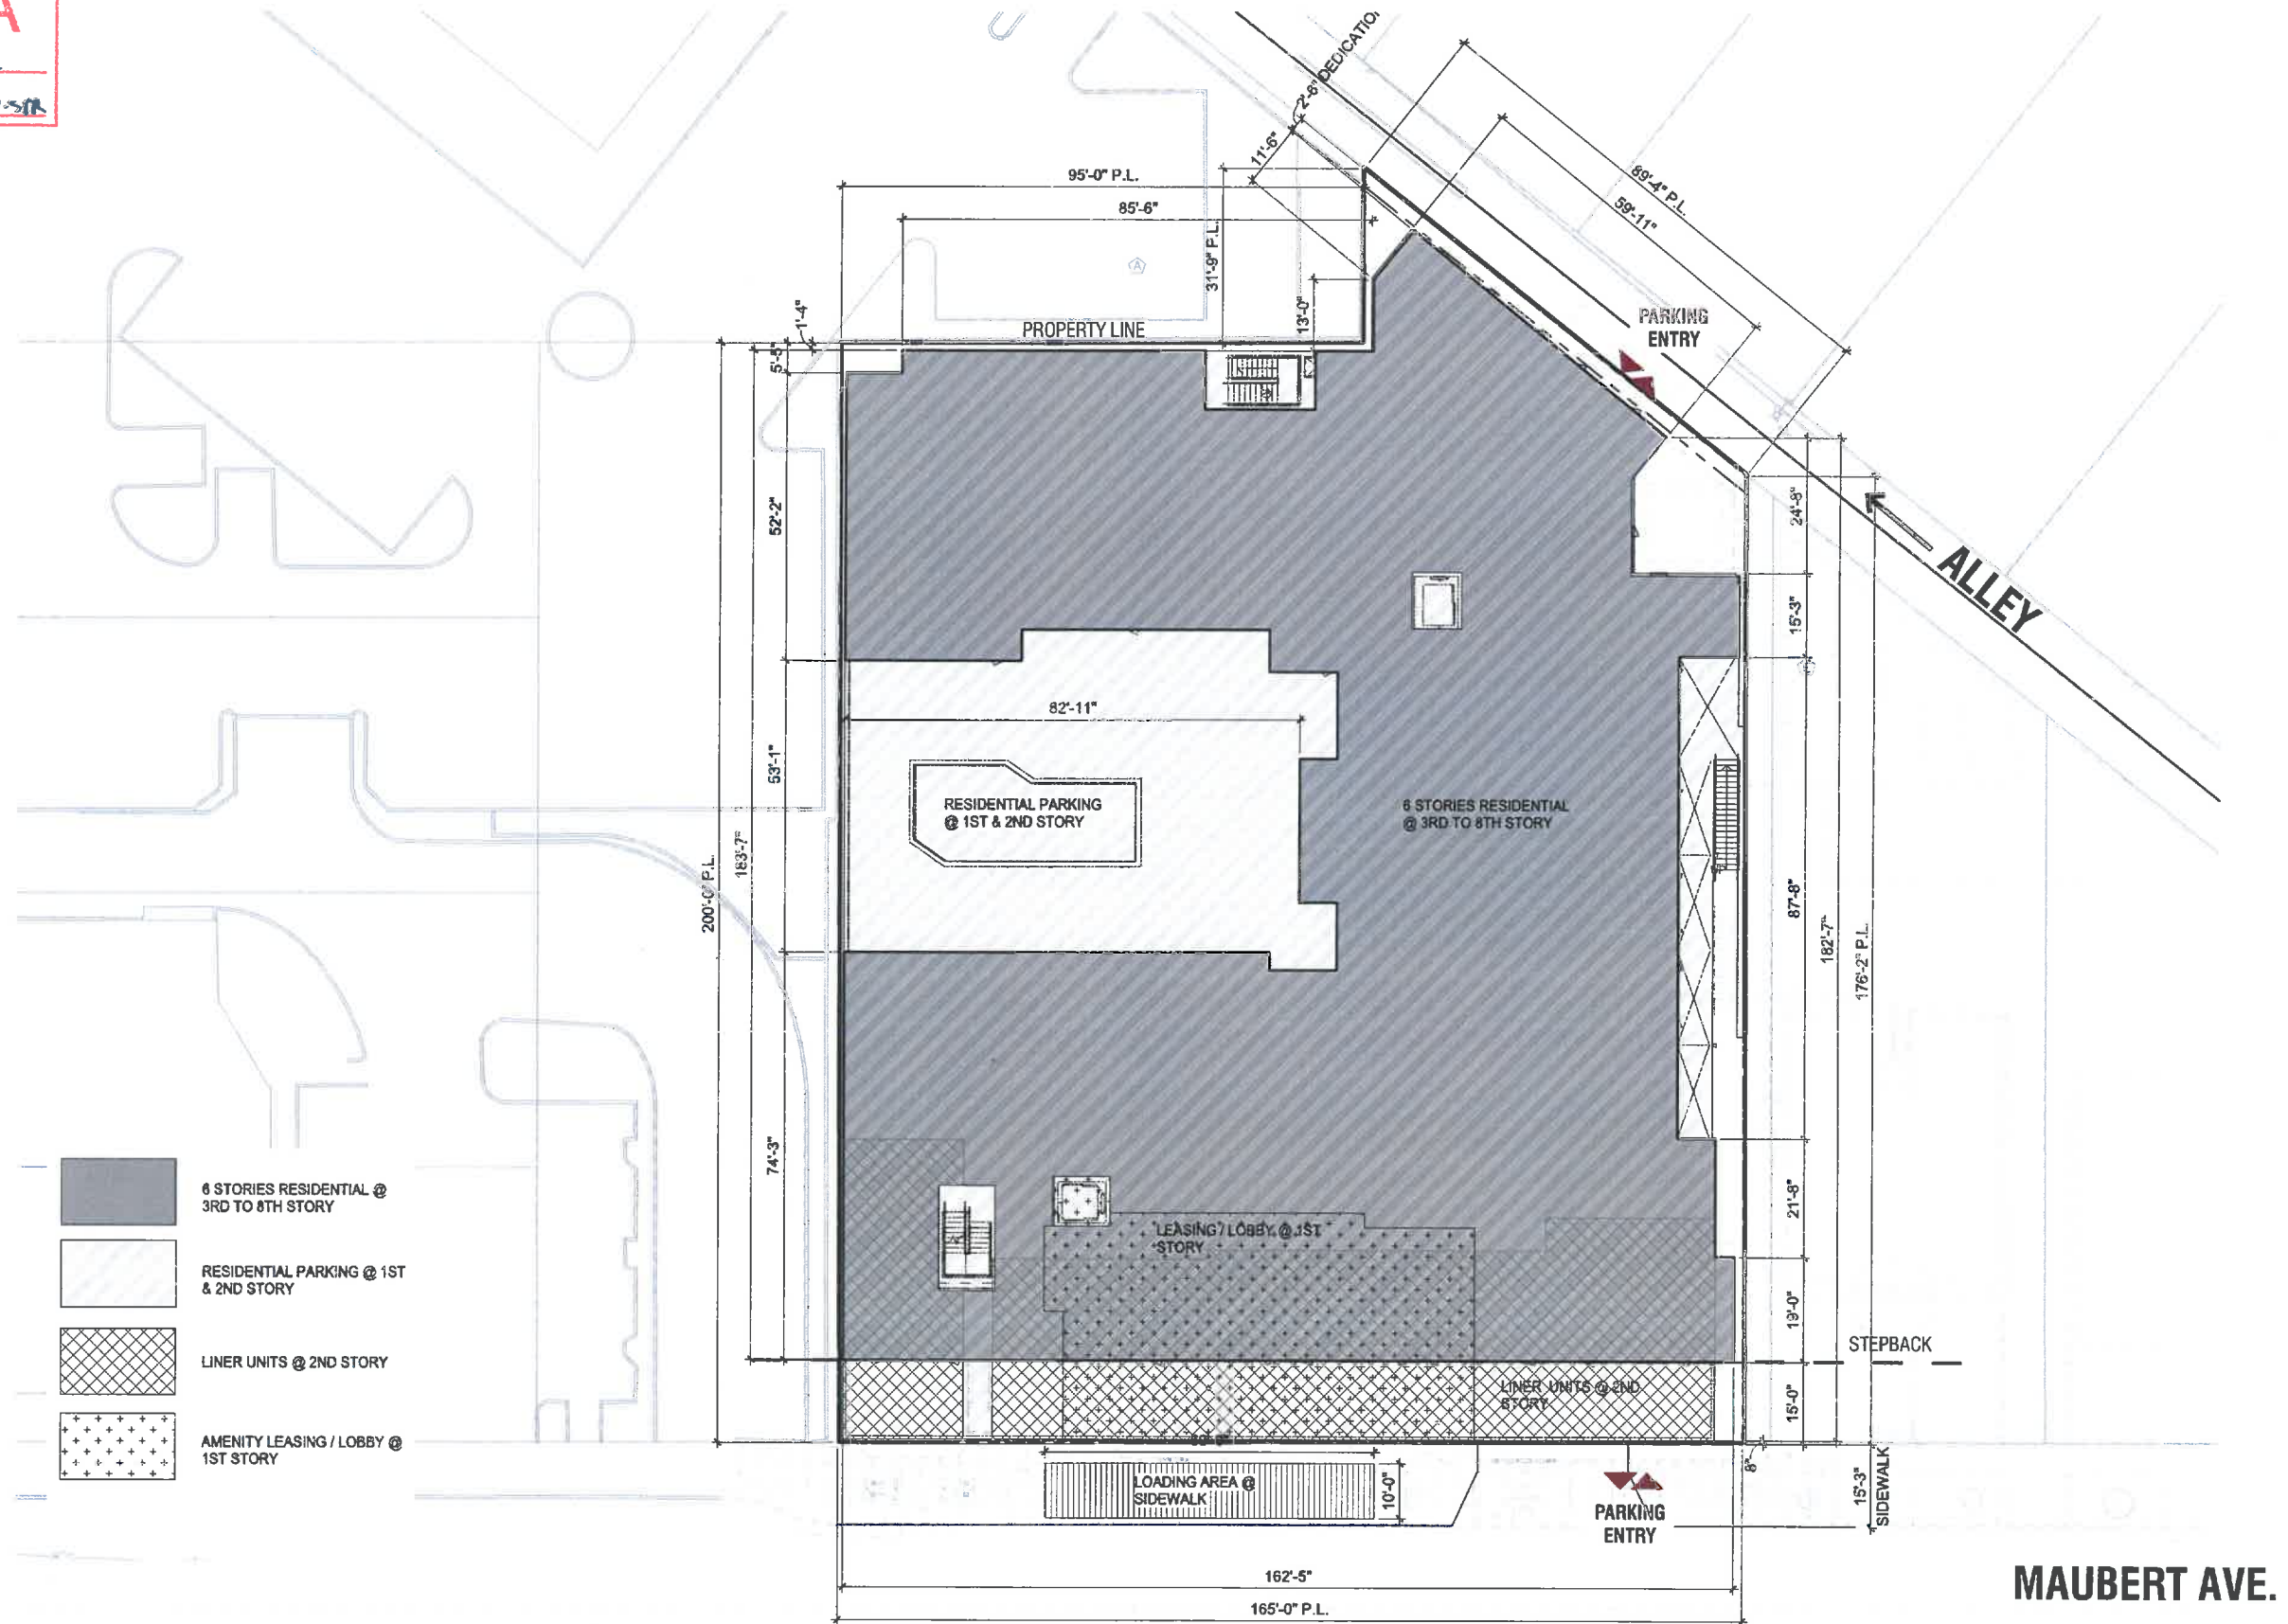 A
2'-6" DEDICATION
11'-6"
95'-0" P.L.
85'-6"
31'-9" P.L.
89'-4" P.L.
59'-11"
A
1'-4"
5'-5"
PROPERTY LINE
13'-0"
PARKING
ENTRY
52'-2"
24'-8"
ALLEY
15'-3"
82'-11"
53'-1"
RESIDENTIAL PARKING
@ 1ST & 2ND STORY
6 STORIES RESIDENTIAL
@ 3RD TO 8TH STORY
200'-0" P.L.
183'-7"
87'-8"
182'-7"
176'-2" P.L.
74'-3"
21'-8"
6 STORIES RESIDENTIAL @
3RD TO 8TH STORY
LEASING / LOBBY @ 1ST
STORY
RESIDENTIAL PARKING @ 1ST
& 2ND STORY
19'-0"
STEPBACK
LINER UNITS @ 2ND STORY
LINER UNITS @ 2ND
STORY
15'-0"
AMENITY LEASING / LOBBY @
1ST STORY
8"
LOADING AREA @
SIDEWALK
10'-0"
15'-3"
SIDEWALK
PARKING
ENTRY
162'-5"
165'-0" P.L.
MAUBERT AVE.